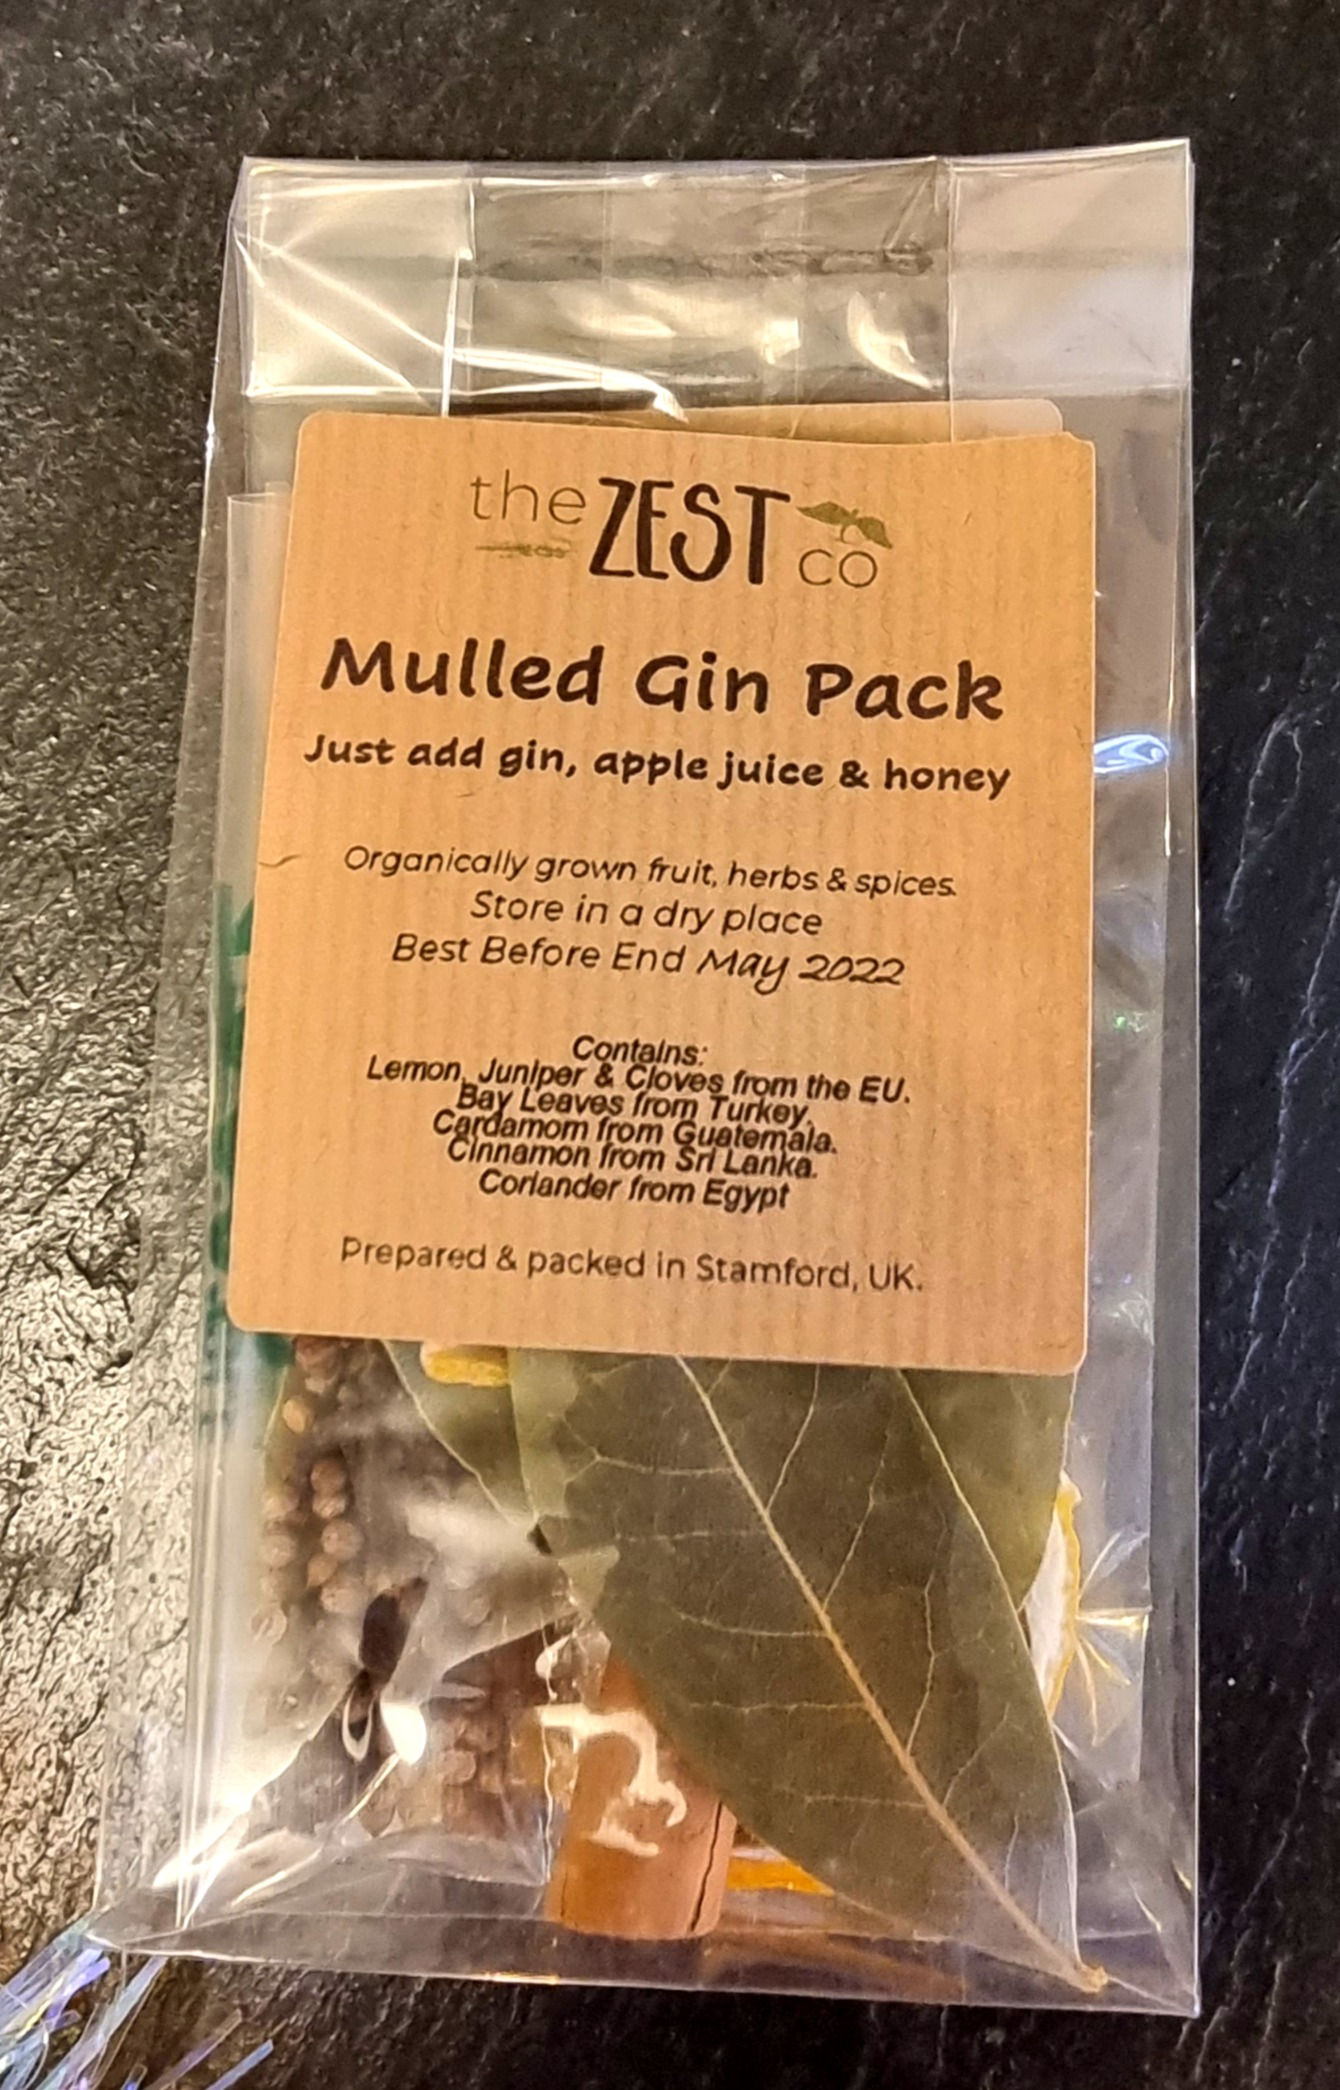 the ZEST co
Mulled Gin Pack
Just add gin, apple juice & honey
Organically grown fruit, herbs & spices.
Store in a dry place
Best Before End May 2022
Contains:
Lemon, Juniper & Cloves from the EU.
Bay Leaves from Turkey.
Cardamom from Guatemala.
Cinnamon from Sri Lanka.
Coriander from Egypt
Prepared & packed in Stamford, UK.